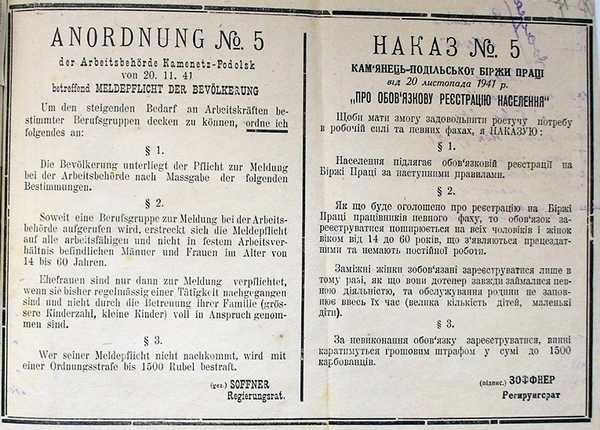 ANORDNUNG No. 5
der Arbeitsbehörde Kamenetz-Podolsk
von 20. 11. 41
betreffend MELDEPFLICHT DER BEVÖLKERUNG
Um den steigenden Bedarf an Arbeitskräften be-
stimmter Berufsgruppen decken zu können, ordne ich
folgendes an:
§ 1.
Die Bevölkerung unterliegt der Pflicht zur Meldung
bei der Arbeitsbehörde nach Massgabe der folgenden
Bestimmungen.
§ 2.
Soweit eine Berufsgruppe zur Meldung bei der Arbeits-
behörde aufgerufen wird, erstreckt sich die Meldepflicht
auf alle arbeitsfähigen und nicht in festem Arbeitsver-
hältnis befindlichen Männer und Frauen im Alter von
14 bis 60 Jahren.
Ehefrauen sind nur dann zur Meldung verpflichtet,
wenn sie bisher regelmässig einer Tätigkeit nachgegangen
sind und nicht durch die Betreuung ihrer Familie (grös-
sere Kinderzahl, kleine Kinder) voll in Anspruch genom-
men sind.
§ 3.
Wer seiner Meldepflicht nicht nachkommt, wird mit
einer Ordnungsstrafe bis 1500 Rubel bestraft.
(gez.) SOFFNER
Regierungsrat.
НАКАЗ No. 5
КАМ'ЯНЕЦЬ-ПОДІЛЬСЬКОЇ БІРЖИ ПРАЦІ
від 20 листопада 1941 р.
„ПРО ОБОВ'ЯЗКОВУ РЕЄСТРАЦІЮ НАСЕЛЕННЯ"
Щоби мати змогу задовольнити ростучу потребу
в робочій силі та певних фахах, я НАКАЗУЮ:
§ 1.
Населення підлягає обов'язковій реєстрації на
Біржі Праці за наступними правилами.
§ 2.
Як що буде оголошено про реєстрацію на Біржі
Праці працівників певного фаху, то обов'язок за-
реєструватися поширюється на всіх чоловіків і жінок
віком від 14 до 60 років, що з'являються працездат-
ними та немають постійної роботи.
Заміжні жінки зобов'язані зареєструватися лише в
тому разі, як що вони дотепер завжди займалися пев-
ною діяльністю, та обслуговування родини не запов-
нює ввесь їх час (велика кількість дітей, маленькі
діти).
§ 3.
За невиконання обов'язку зареєструватися, винні
каратимуться грошовим штрафом у сумі до 1500
карбованців.
(підпис.) ЗОФФНЕР
Регирунгсрат